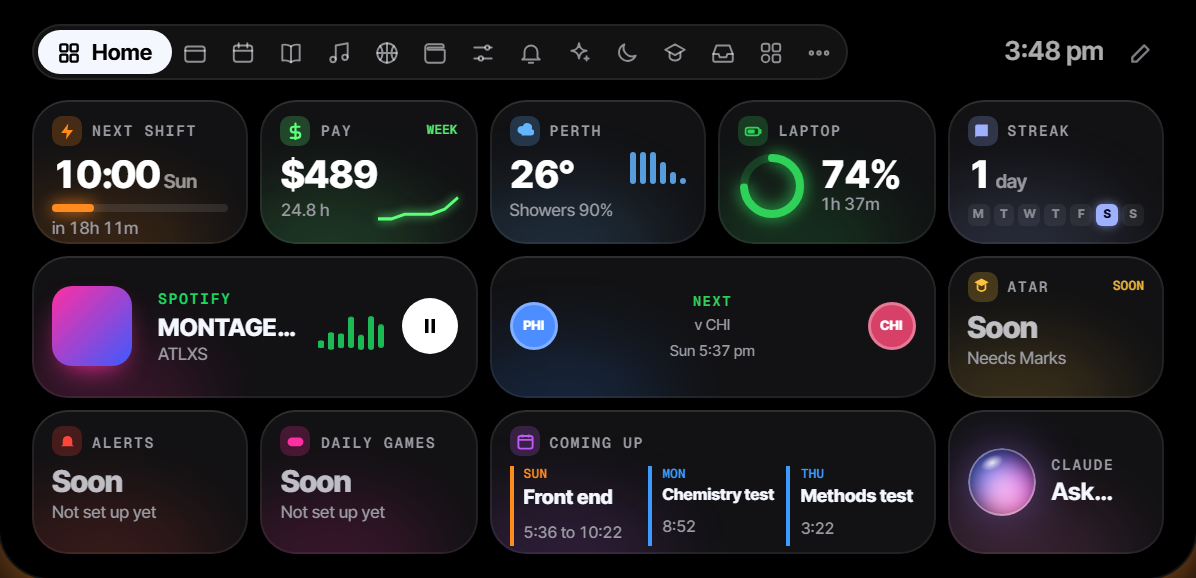 Home
3:48 pm
NEXT SHIFT
10:00 Sun
in 18h 11m
PAY
WEEK
$489
24.8 h
PERTH
26°
Showers 90%
LAPTOP
74%
1h 37m
STREAK
1 day
M T W T F S S
SPOTIFY
MONTAGE...
ATLXS
PHI
NEXT
v CHI
Sun 5:37 pm
CHI
ATAR
SOON
Soon
Needs Marks
ALERTS
Soon
Not set up yet
DAILY GAMES
Soon
Not set up yet
COMING UP
SUN
Front end
5:36 to 10:22
MON
Chemistry test
8:52
THU
Methods test
3:22
CLAUDE
Ask...